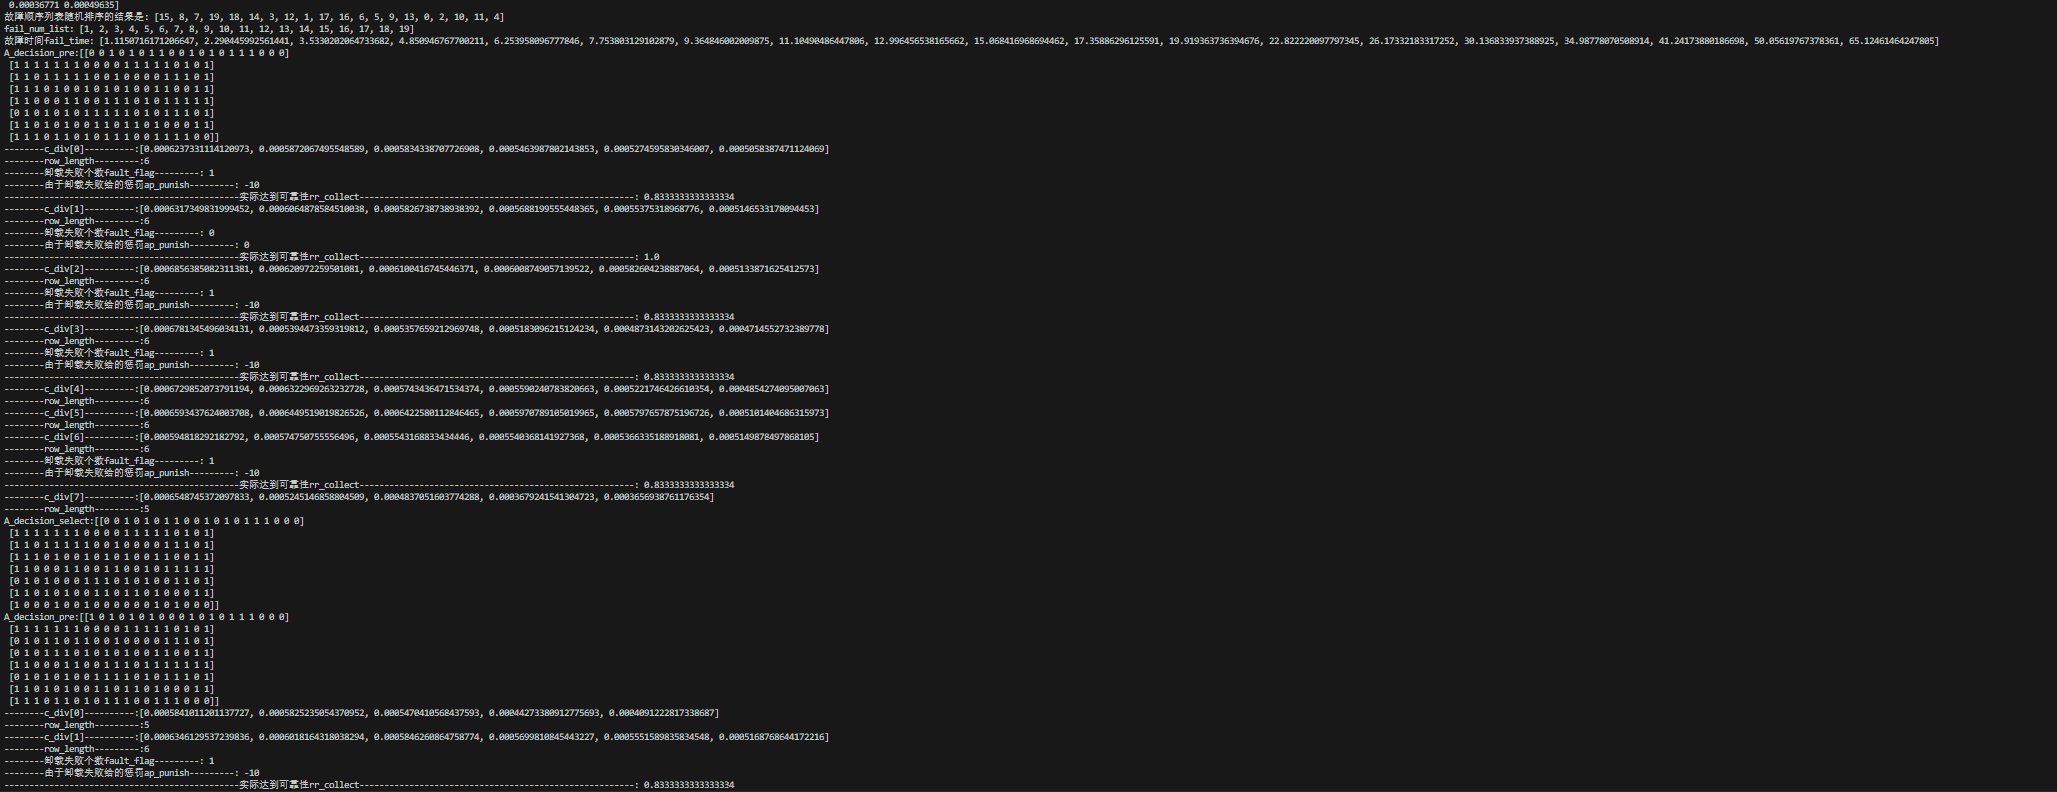 0.00036771 0.00049635]
故障顺序列表随机排序的结果是: [15, 8, 7, 19, 18, 14, 3, 12, 1, 17, 16, 6, 5, 9, 13, 0, 2, 10, 11, 4]
fail_num_list: [1, 2, 3, 4, 5, 6, 7, 8, 9, 10, 11, 12, 13, 14, 15, 16, 17, 18, 19]
故障时间fail_time: [1.1150716171206647, 2.290445992561441, 3.5330202064733682, 4.850946767700211, 6.253958096777846, 7.753803129102879, 9.364846002009875, 11.10490486447806, 12.996456538165662, 15.068416968694462, 17.35886296125591, 19.919363736394676, 22.822220097797345, 26.17332183317252, 30.136833937388925, 34.98778070508914, 41.24173880186698, 50.05619767378361, 65.12461464247805]
A_decision_pre:[[0 0 1 0 1 0 1 1 0 0 1 0 1 0 1 1 1 0 0 0]
[1 1 1 1 1 1 1 0 0 0 0 1 1 1 1 1 0 1 0 1]
[1 1 0 1 1 1 1 1 0 0 1 0 0 0 0 1 1 1 0 1]
[1 1 1 0 1 0 0 1 0 1 0 1 0 0 1 1 0 0 1 1]
[1 1 0 0 0 1 1 0 0 1 1 1 0 1 0 1 1 1 1 1]
[0 1 0 1 0 1 0 1 1 1 1 1 0 1 0 1 1 1 0 1]
[1 1 0 1 0 1 0 0 1 1 0 1 1 0 1 0 0 0 1 1]
[1 1 1 0 1 1 0 1 0 1 1 1 0 0 1 1 1 1 0 0]]
--------c_div[0]----------:[0.0006237331114120973, 0.0005872067495548589, 0.0005834338707726908, 0.0005463987802143853, 0.0005274595830346007, 0.0005058387471124069]
--------row_length---------:6
--------卸载失败个数fault_flag---------: 1
--------由于卸载失败给的惩罚ap_punish---------: -10
-----------------------------------------------实际达到可靠性rr_collect-------------------------------------------------------: 0.8333333333333334
--------c_div[1]----------:[0.0006317349831999452, 0.0006064878584510038, 0.0005826738738938392, 0.0005688199555448365, 0.00055375318968776, 0.0005146533178094453]
--------row_length---------:6
--------卸载失败个数fault_flag---------: 0
--------由于卸载失败给的惩罚ap_punish---------: 0
-----------------------------------------------实际达到可靠性rr_collect-------------------------------------------------------: 1.0
--------c_div[2]----------:[0.0006856385082311381, 0.000620972259501081, 0.0006100416745446371, 0.0006008749057139522, 0.000582604238887064, 0.0005133871625412573]
--------row_length---------:6
--------卸载失败个数fault_flag---------: 1
--------由于卸载失败给的惩罚ap_punish---------: -10
-----------------------------------------------实际达到可靠性rr_collect-------------------------------------------------------: 0.8333333333333334
--------c_div[3]----------:[0.0006781345496034131, 0.0005394473359319812, 0.0005357659212969748, 0.0005183096215124234, 0.0004873143202625423, 0.0004714552732389778]
--------row_length---------:6
--------卸载失败个数fault_flag---------: 1
--------由于卸载失败给的惩罚ap_punish---------: -10
-----------------------------------------------实际达到可靠性rr_collect-------------------------------------------------------: 0.8333333333333334
--------c_div[4]----------:[0.0006729852073791194, 0.0006322969263232728, 0.0005743436471534374, 0.0005590240783820663, 0.0005221746426610354, 0.0004854274095007063]
--------row_length---------:6
--------c_div[5]----------:[0.0006593437624003708, 0.0006449519019826526, 0.0006422580112846465, 0.0005970789105019965, 0.0005797657875196726, 0.0005101404686315973]
--------row_length---------:6
--------c_div[6]----------:[0.000594818292182792, 0.000574750755556496, 0.0005543168833434446, 0.0005540368141927368, 0.0005366335188918081, 0.0005149878497868105]
--------row_length---------:6
--------卸载失败个数fault_flag---------: 1
--------由于卸载失败给的惩罚ap_punish---------: -10
-----------------------------------------------实际达到可靠性rr_collect-------------------------------------------------------: 0.8333333333333334
--------c_div[7]----------:[0.0006548745372097833, 0.0005245146858804509, 0.0004837051603774288, 0.0003679241541304723, 0.0003656938761176354]
--------row_length---------:5
A_decision_select:[[0 0 1 0 1 0 1 1 0 0 1 0 1 0 1 1 1 0 0 0]
[1 1 1 1 1 1 1 0 0 0 0 1 1 1 1 1 0 1 0 1]
[1 1 0 1 1 1 1 1 0 0 1 0 0 0 0 1 1 1 0 1]
[1 1 1 0 1 0 0 1 0 1 0 1 0 0 1 1 0 0 1 1]
[1 1 0 0 0 1 1 0 0 1 1 0 0 1 0 1 1 1 1 1]
[0 1 0 1 0 0 0 1 1 1 0 1 0 1 0 0 1 1 0 1]
[1 1 0 1 0 1 0 0 1 1 0 1 1 0 1 0 0 0 1 1]
[1 0 0 0 1 0 0 1 0 0 0 0 0 0 1 0 1 0 0 0]]
A_decision_pre:[[1 0 1 0 1 0 1 0 0 0 1 0 1 0 1 1 1 0 0 0]
[1 1 1 1 1 1 1 0 0 0 0 1 1 1 1 1 0 1 0 1]
[0 1 0 1 1 0 1 1 0 0 1 0 0 0 0 1 1 1 0 1]
[0 1 0 1 1 1 0 1 0 1 0 1 0 0 1 1 0 0 1 1]
[1 1 0 0 0 1 1 0 0 1 1 1 0 1 1 1 1 1 1 1]
[0 1 0 1 0 1 0 0 1 1 1 1 0 1 0 1 1 1 0 1]
[1 1 0 1 0 1 0 0 1 1 0 1 1 0 1 0 0 0 1 1]
[1 1 1 0 1 1 0 1 0 1 1 1 0 0 1 1 1 0 0 0]]
--------c_div[0]----------:[0.0005841011201137727, 0.0005825235054370952, 0.0005470410568437593, 0.00044273380912775693, 0.0004091222817338687]
--------row_length---------:5
--------c_div[1]----------:[0.0006346129537239836, 0.0006018164318038294, 0.0005846260864758774, 0.0005699810845443227, 0.0005551589835834548, 0.0005168768644172216]
--------row_length---------:6
--------卸载失败个数fault_flag---------: 1
--------由于卸载失败给的惩罚ap_punish---------: -10
-----------------------------------------------实际达到可靠性rr_collect-------------------------------------------------------: 0.8333333333333334